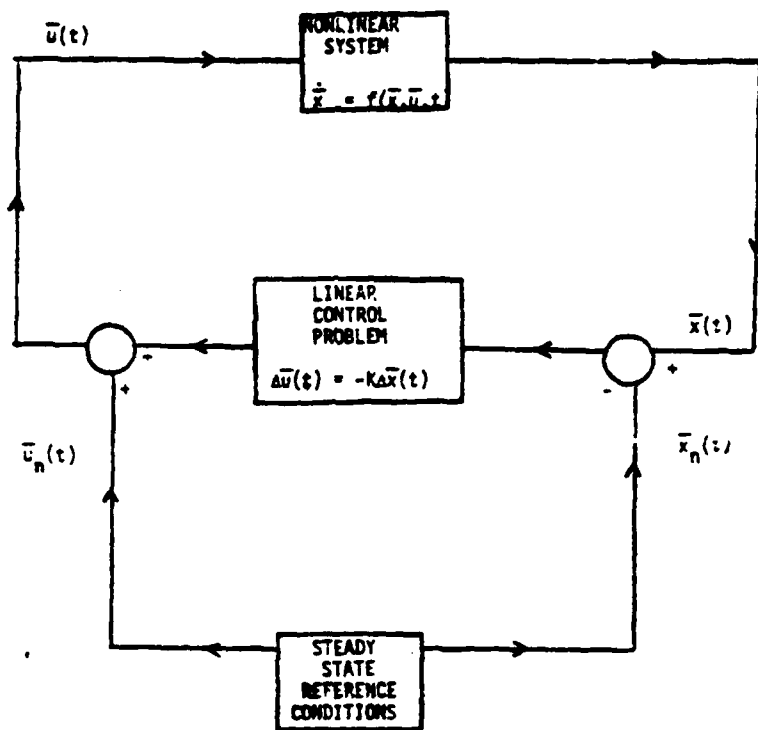 ū(t)
NONLINEAR
SYSTEM
ẋ̄ = f(x̄,ū,t
LINEAR
CONTROL
PROBLEM
Δū(t) = -KΔx̄(t)
x̄(t)
-
+
+
-
ū_n(t)
x̄_n(t)
STEADY
STATE
REFERENCE
CONDITIONS